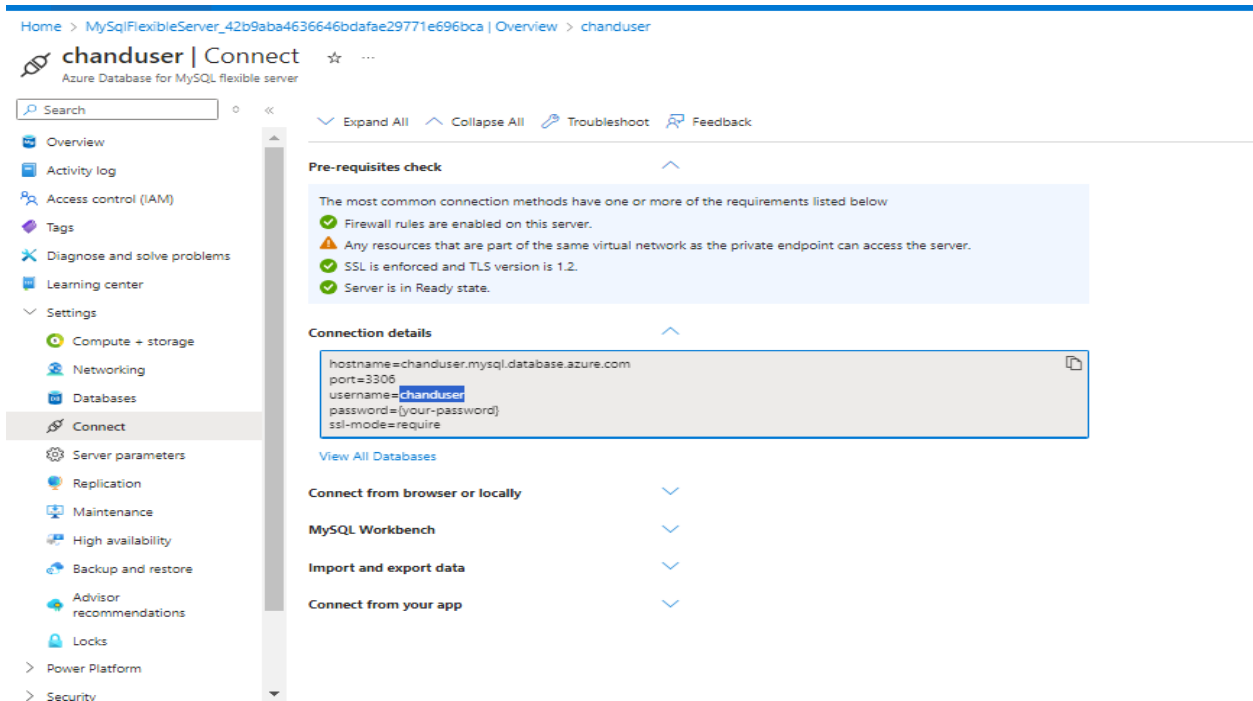 Home > MySqlFlexibleServer_42b9aba4636646bdafae29771e696bca | Overview > chanduser
chanduser | Connect
Azure Database for MySQL flexible server
Search
Overview
Activity log
Access control (IAM)
Tags
Diagnose and solve problems
Learning center
Settings
Compute + storage
Networking
Databases
Connect
Server parameters
Replication
Maintenance
High availability
Backup and restore
Advisor
recommendations
Locks
Power Platform
Security
Expand All Collapse All Troubleshoot Feedback
Pre-requisites check
The most common connection methods have one or more of the requirements listed below
Firewall rules are enabled on this server.
Any resources that are part of the same virtual network as the private endpoint can access the server.
SSL is enforced and TLS version is 1.2.
Server is in Ready state.
Connection details
hostname=chanduser.mysql.database.azure.com
port=3306
username=chanduser
password={your-password}
ssl-mode=require
View All Databases
Connect from browser or locally
MySQL Workbench
Import and export data
Connect from your app